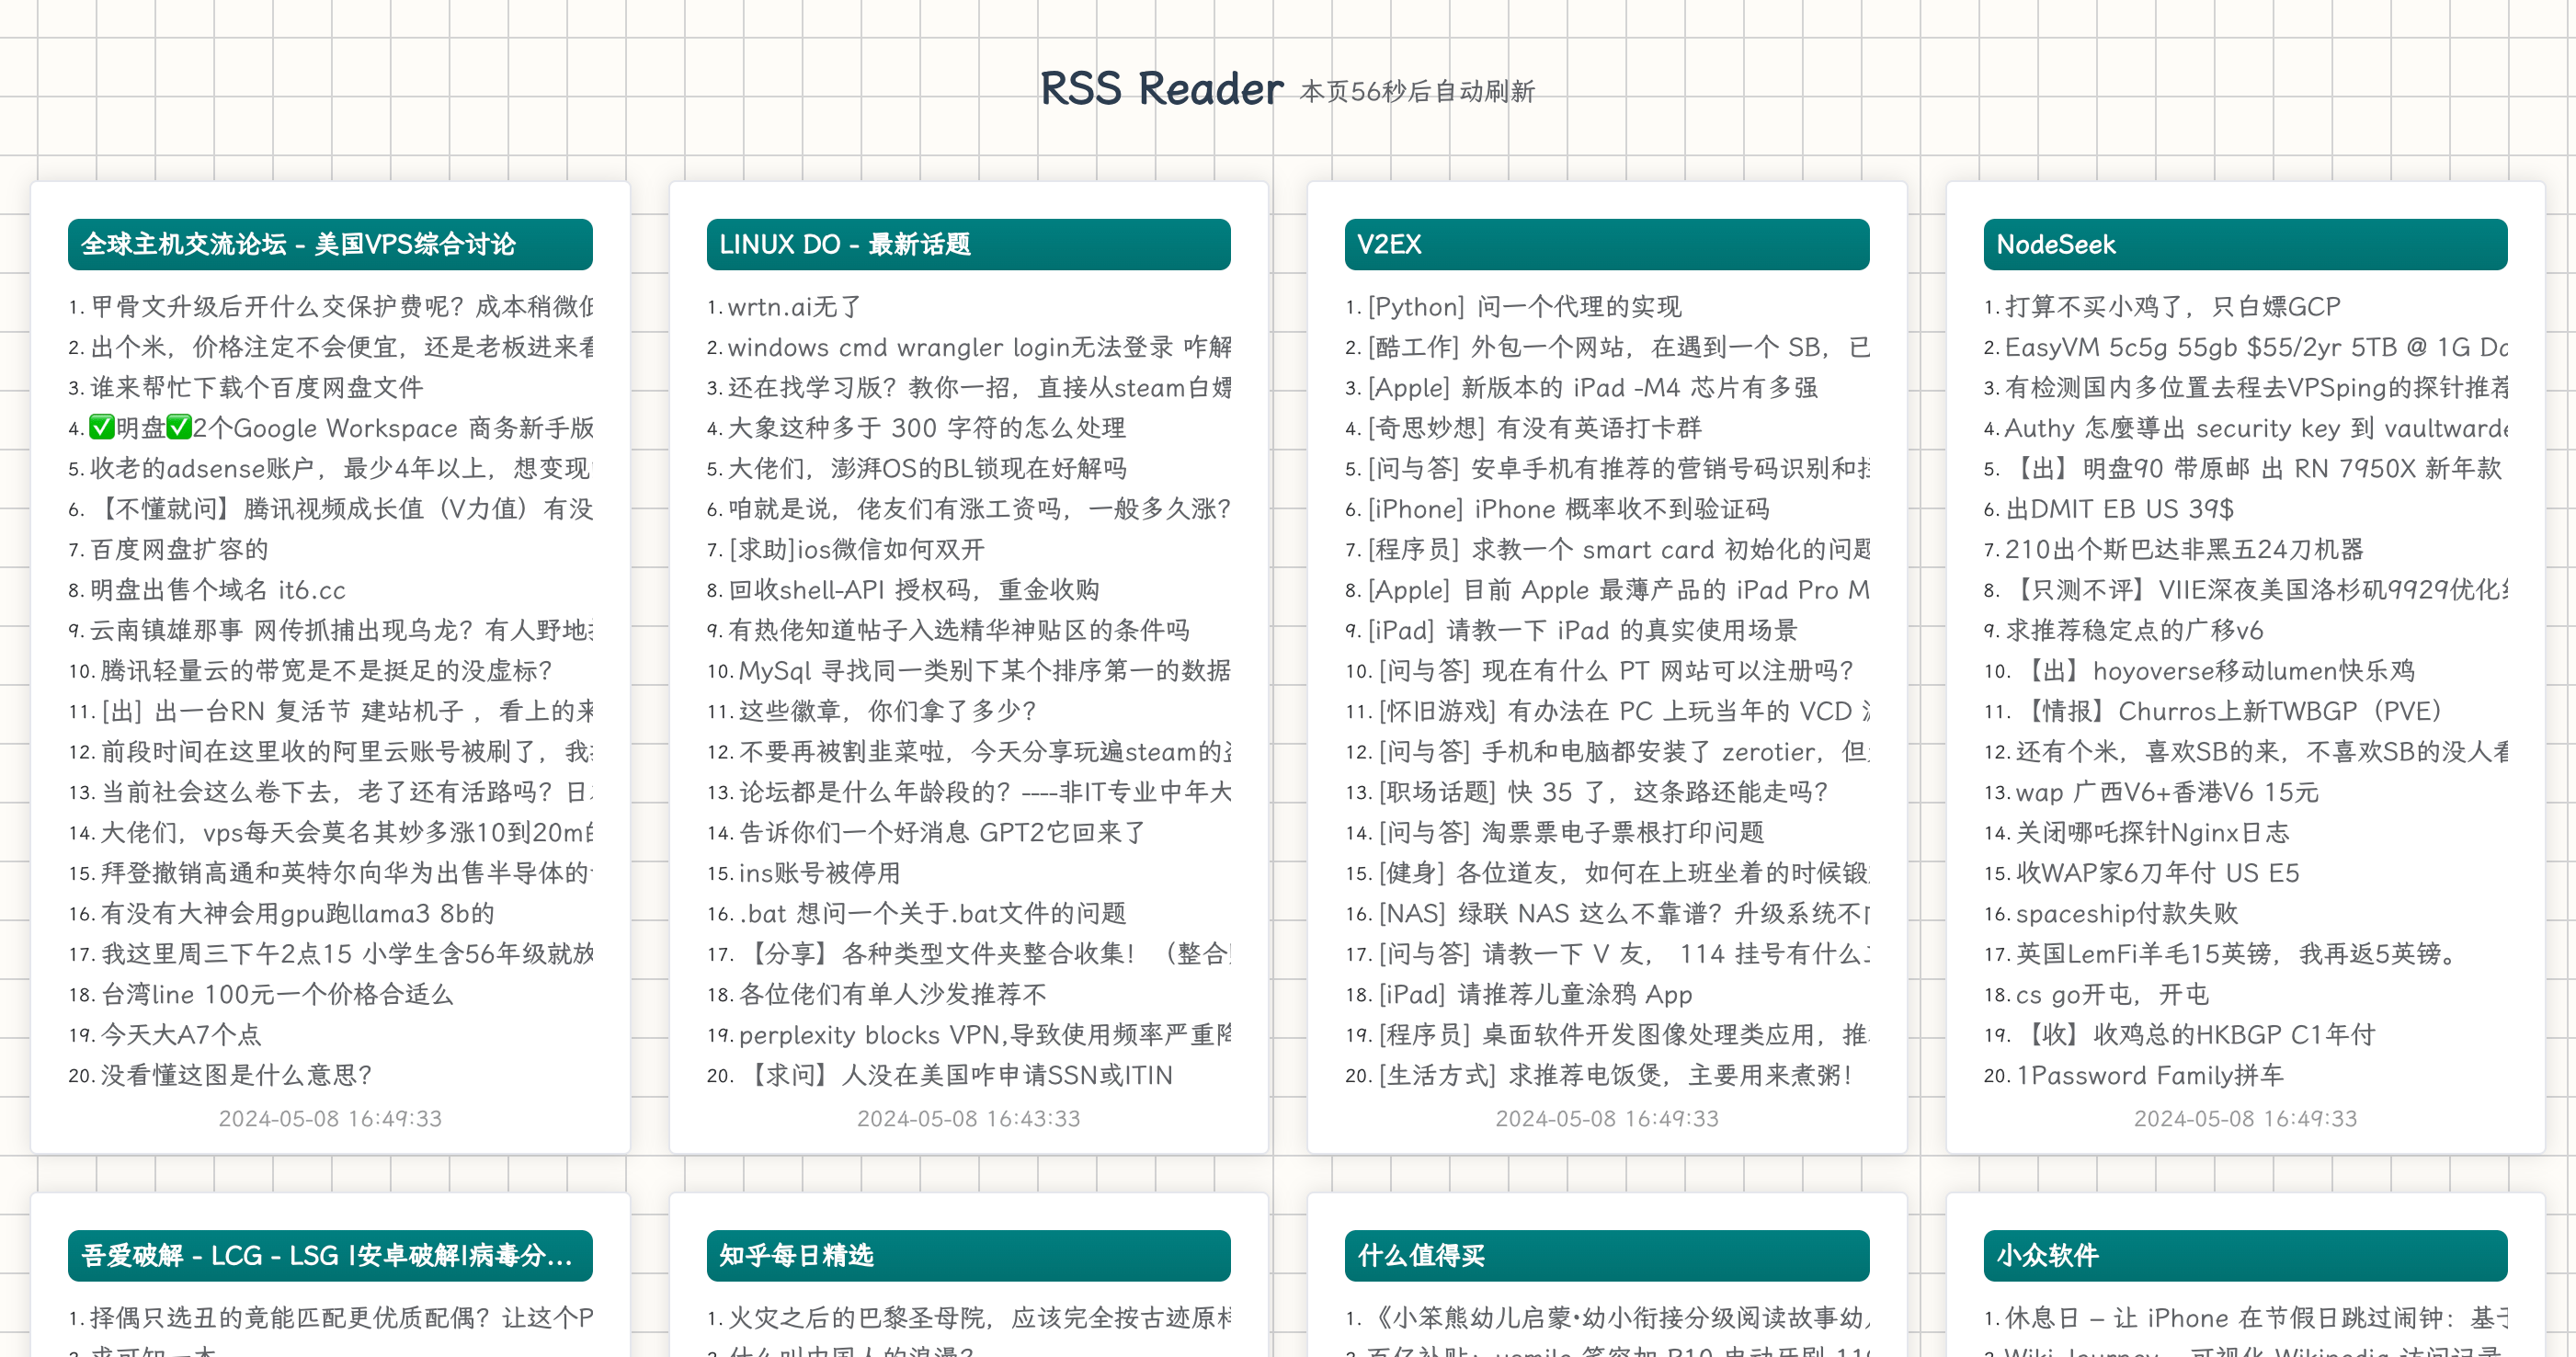 RSS Reader 本页56秒后自动刷新
全球主机交流论坛 - 美国VPS综合讨论
1. 甲骨文升级后开什么交保护费呢？成本稍微
2. 出个米，价格注定不会便宜，还是老板进来看
3. 谁来帮忙下载个百度网盘文件
4. ✅明盘✅2个Google Workspace 商务新手版
5. 收老的adsense账户，最少4年以上，想变现
6. 【不懂就问】腾讯视频成长值（V力值）有没
7. 百度网盘扩容的
8. 明盘出售个域名 it6.cc
9. 云南镇雄那事 网传抓捕出现乌龙？有人野地
10. 腾讯轻量云的带宽是不是挺足的没虚标？
11. [出] 出一台RN 复活节 建站机子 ，看上的来
12. 前段时间在这里收的阿里云账号被刷了，我
13. 当前社会这么卷下去，老了还有活路吗？日
14. 大佬们，vps每天会莫名其妙多涨10到20m
15. 拜登撤销高通和英特尔向华为出售半导体的
16. 有没有大神会用gpu跑llama3 8b的
17. 我这里周三下午2点15 小学生含56年级就放
18. 台湾line 100元一个价格合适么
19. 今天大A7个点
20. 没看懂这图是什么意思？
2024-05-08 16:49:33
LINUX DO - 最新话题
1. wrtn.ai无了
2. windows cmd wrangler login无法登录 咋解
3. 还在找学习版？教你一招，直接从steam白嫖
4. 大象这种多于 300 字符的怎么处理
5. 大佬们，澎湃OS的BL锁现在好解吗
6. 咱就是说，佬友们有涨工资吗，一般多久涨？
7. [求助]ios微信如何双开
8. 回收shell-API 授权码，重金收购
9. 有热佬知道帖子入选精华神贴区的条件吗
10. MySql 寻找同一类别下某个排序第一的数据
11. 这些徽章，你们拿了多少？
12. 不要再被割韭菜啦，今天分享玩遍steam的
13. 论坛都是什么年龄段的？----非IT专业中年大
14. 告诉你们一个好消息 GPT2它回来了
15. ins账号被停用
16. .bat 想问一个关于.bat文件的问题
17. 【分享】各种类型文件夹整合收集！（整合
18. 各位佬们有单人沙发推荐不
19. perplexity blocks VPN,导致使用频率严重降
20. 【求问】人没在美国咋申请SSN或ITIN
2024-05-08 16:43:33
V2EX
1. [Python] 问一个代理的实现
2. [酷工作] 外包一个网站，在遇到一个 SB，已
3. [Apple] 新版本的 iPad -M4 芯片有多强
4. [奇思妙想] 有没有英语打卡群
5. [问与答] 安卓手机有推荐的营销号码识别和
6. [iPhone] iPhone 概率收不到验证码
7. [程序员] 求教一个 smart card 初始化的问题
8. [Apple] 目前 Apple 最薄产品的 iPad Pro M
9. [iPad] 请教一下 iPad 的真实使用场景
10. [问与答] 现在有什么 PT 网站可以注册吗？
11. [怀旧游戏] 有办法在 PC 上玩当年的 VCD
12. [问与答] 手机和电脑都安装了 zerotier，但
13. [职场话题] 快 35 了，这条路还能走吗？
14. [问与答] 淘票票电子票根打印问题
15. [健身] 各位道友，如何在上班坐着的时候锻
16. [NAS] 绿联 NAS 这么不靠谱？升级系统不
17. [问与答] 请教一下 V 友， 114 挂号有什么
18. [iPad] 请推荐儿童涂鸦 App
19. [程序员] 桌面软件开发图像处理类应用，推
20. [生活方式] 求推荐电饭煲，主要用来煮粥！
2024-05-08 16:49:33
NodeSeek
1. 打算不买小鸡了，只白嫖GCP
2. EasyVM 5c5g 55gb $55/2yr 5TB @ 1G Da
3. 有检测国内多位置去程去VPSping的探针推荐
4. Authy 怎麼導出 security key 到 vaultwarde
5. 【出】明盘90 带原邮 出 RN 7950X 新年款
6. 出DMIT EB US 39$
7. 210出个斯巴达非黑五24刀机器
8. 【只测不评】VIIE深夜美国洛杉矶9929优化
9. 求推荐稳定点的广移v6
10. 【出】hoyoverse移动lumen快乐鸡
11. 【情报】Churros上新TWBGP（PVE）
12. 还有个米，喜欢SB的来，不喜欢SB的没人看
13. wap 广西V6+香港V6 15元
14. 关闭哪吒探针Nginx日志
15. 收WAP家6刀年付 US E5
16. spaceship付款失败
17. 英国LemFi羊毛15英镑，我再返5英镑。
18. cs go开屯，开屯
19. 【收】收鸡总的HKBGP C1年付
20. 1Password Family拼车
2024-05-08 16:49:33
吾爱破解 - LCG - LSG |安卓破解|病毒分...
1. 择偶只选丑的竟能匹配更优质配偶？让这个P
知乎每日精选
1. 火灾之后的巴黎圣母院，应该完全按古迹原样
什么值得买
1. 《小笨熊幼儿启蒙•幼小衔接分级阅读故事幼
小众软件
1. 休息日 – 让 iPhone 在节假日跳过闹钟：基于